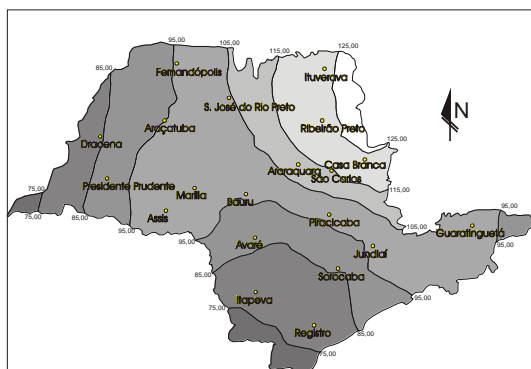 95,00
105,00
115,00
125,00
85,00
Fernandópolis
Ituverava
S. José do Rio Preto
Araçatuba
Ribeirão Preto
Dracena
125,00
Casa Branca
Araraquara
São Carlos
Presidente Prudente
Marília
Bauru
115,00
75,00
Assis
Piracicaba
75,00
85,00
95,00
105,00
95,00
Guaratinguetá
95,00
Avaré
Jundiaí
95,00
85,00
Sorocaba
95,00
Itapeva
75,00
Registro
85,00
75,00
N